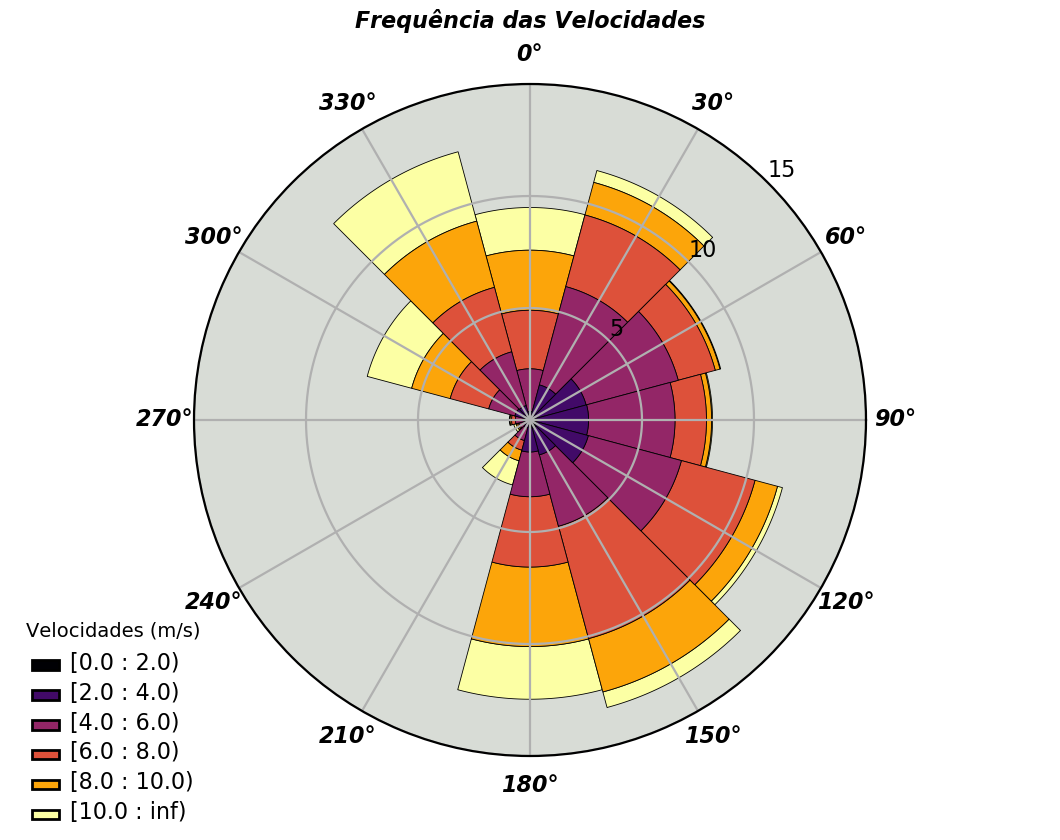 Frequência das Velocidades
0°
330°
30°
15
300°
60°
10
5
270°
90°
240°
120°
210°
150°
180°
Velocidades (m/s)
[0.0 : 2.0)
[2.0 : 4.0)
[4.0 : 6.0)
[6.0 : 8.0)
[8.0 : 10.0)
[10.0 : inf)